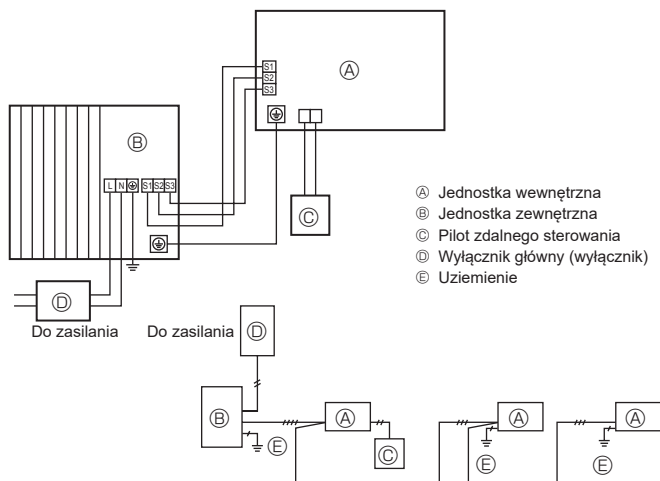 S1
S2
S3
Ⓐ
Ⓑ
L N S1 S2 S3
Ⓒ
Ⓐ Jednostka wewnętrzna
Ⓑ Jednostka zewnętrzna
Ⓒ Pilot zdalnego sterowania
Ⓓ Wyłącznik główny (wyłącznik)
Ⓔ Uziemienie
Ⓓ
Do zasilania
Do zasilania
Ⓓ
Ⓑ
Ⓐ
Ⓔ
Ⓒ
Ⓐ
Ⓔ
Ⓐ
Ⓔ